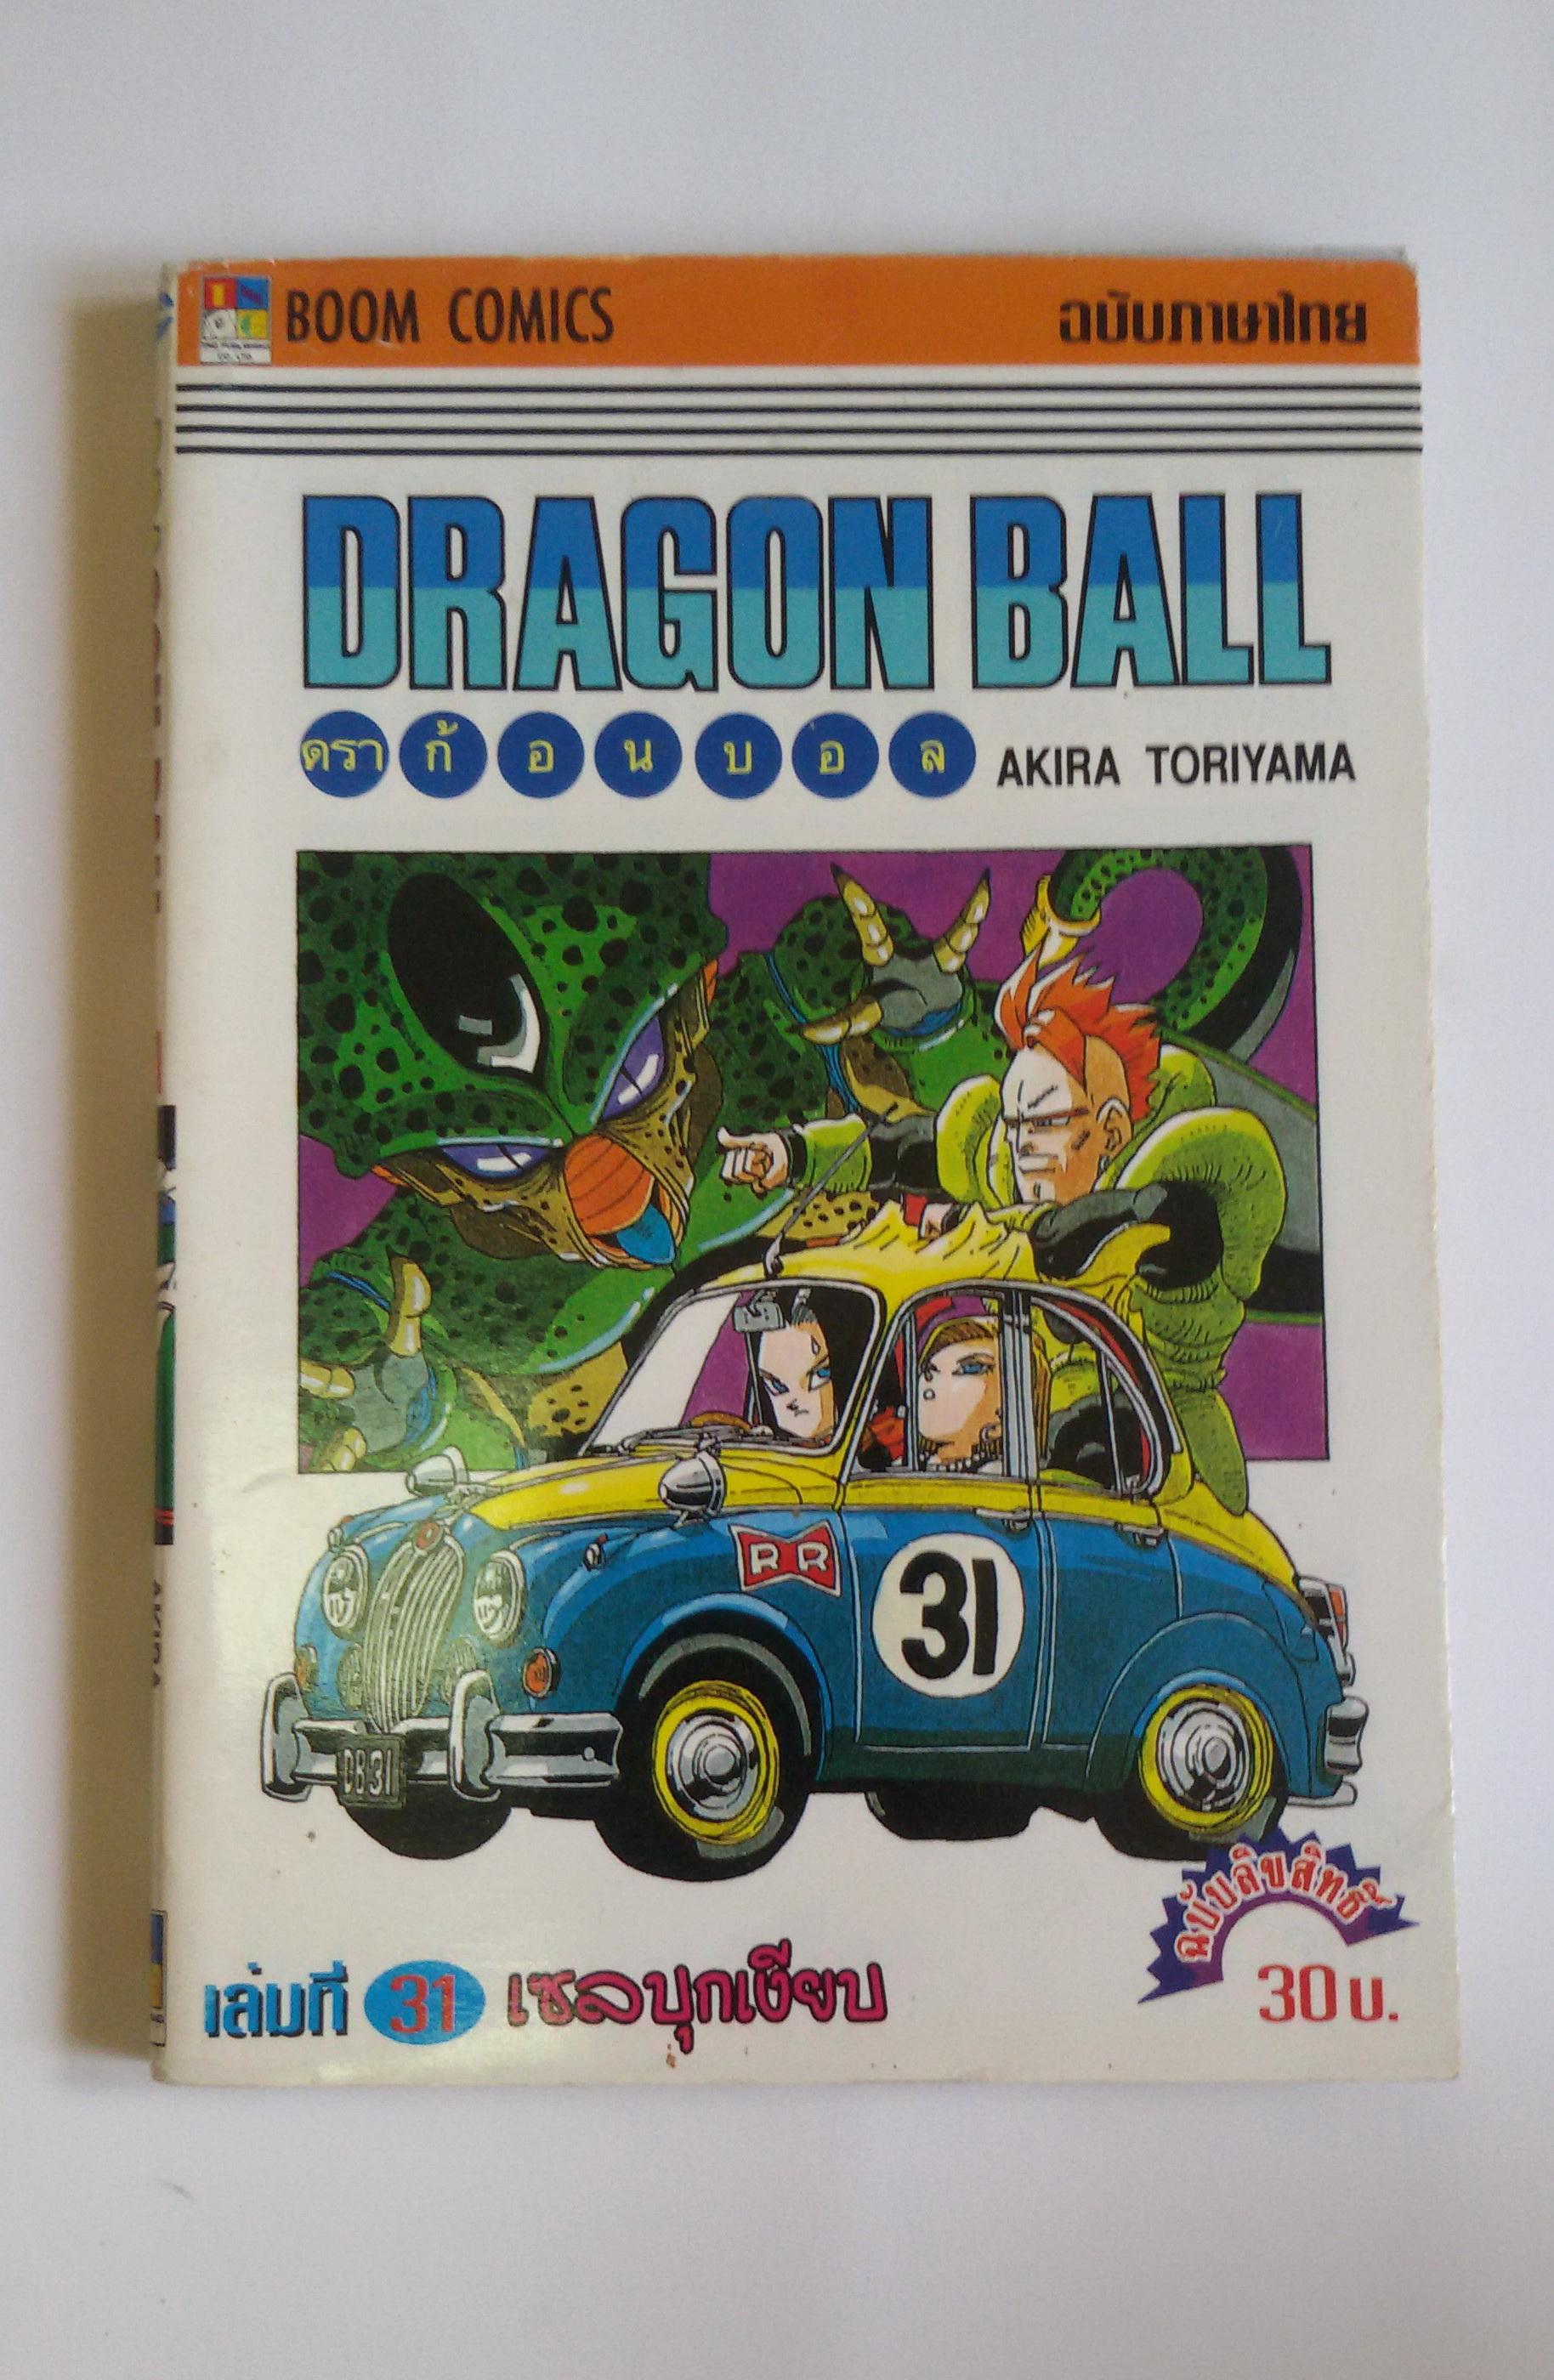 BOOM COMICS ฉบับภาษาไทย
DRAGON BALL
ดราก้อนบอล AKIRA TORIYAMA
RR
31
DB31
ฉบับลิขสิทธิ์
เล่มที่ 31 เซลบุกเงียบ 30 บ.